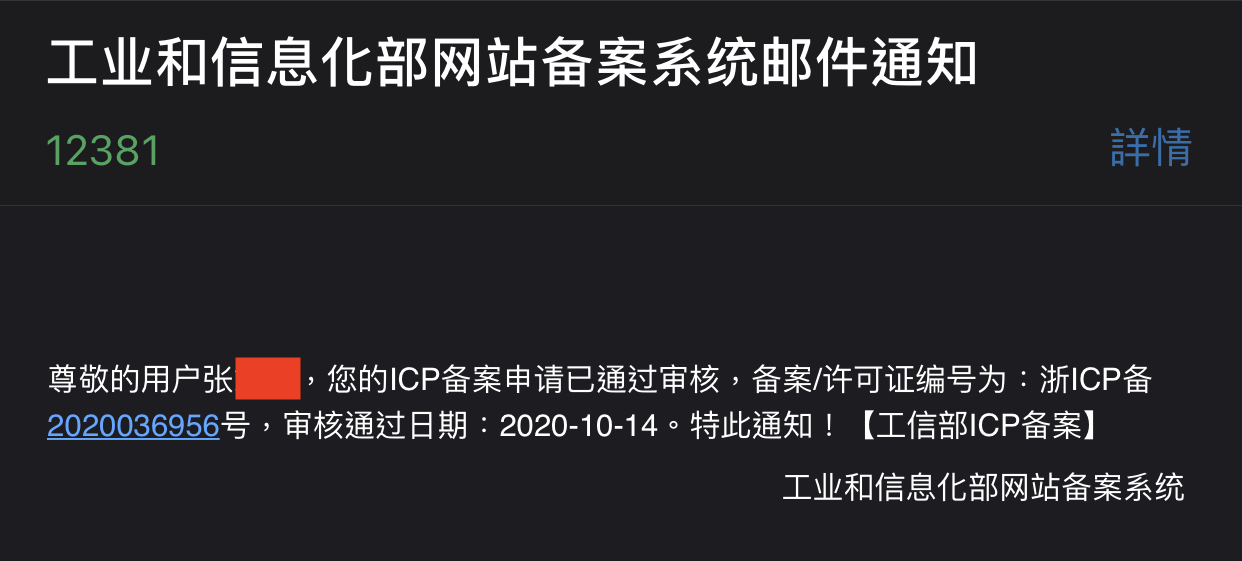 工业和信息化部网站备案系统邮件通知
12381
詳情
尊敬的用户张，您的ICP备案申请已通过审核，备案/许可证编号为：浙ICP备
2020036956号，审核通过日期：2020-10-14。特此通知！【工信部ICP备案】
工业和信息化部网站备案系统